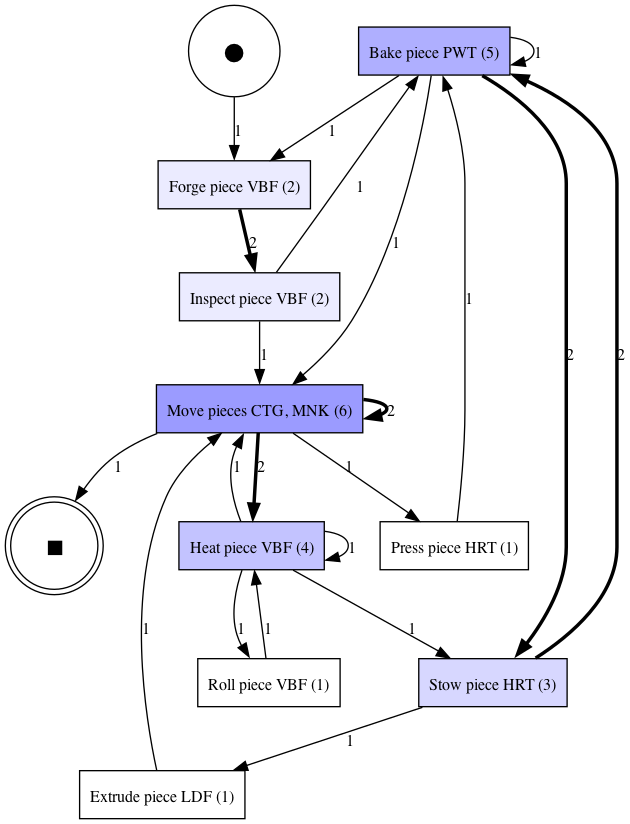 Bake piece PWT (5)
1
1
1
Forge piece VBF (2)
1
2
1
1
Inspect piece VBF (2)
1
1
2
2
Move pieces CTG, MNK (6)
2
1
1
2
1
Heat piece VBF (4)
1
Press piece HRT (1)
1
1
1
1
Roll piece VBF (1)
Stow piece HRT (3)
1
Extrude piece LDF (1)